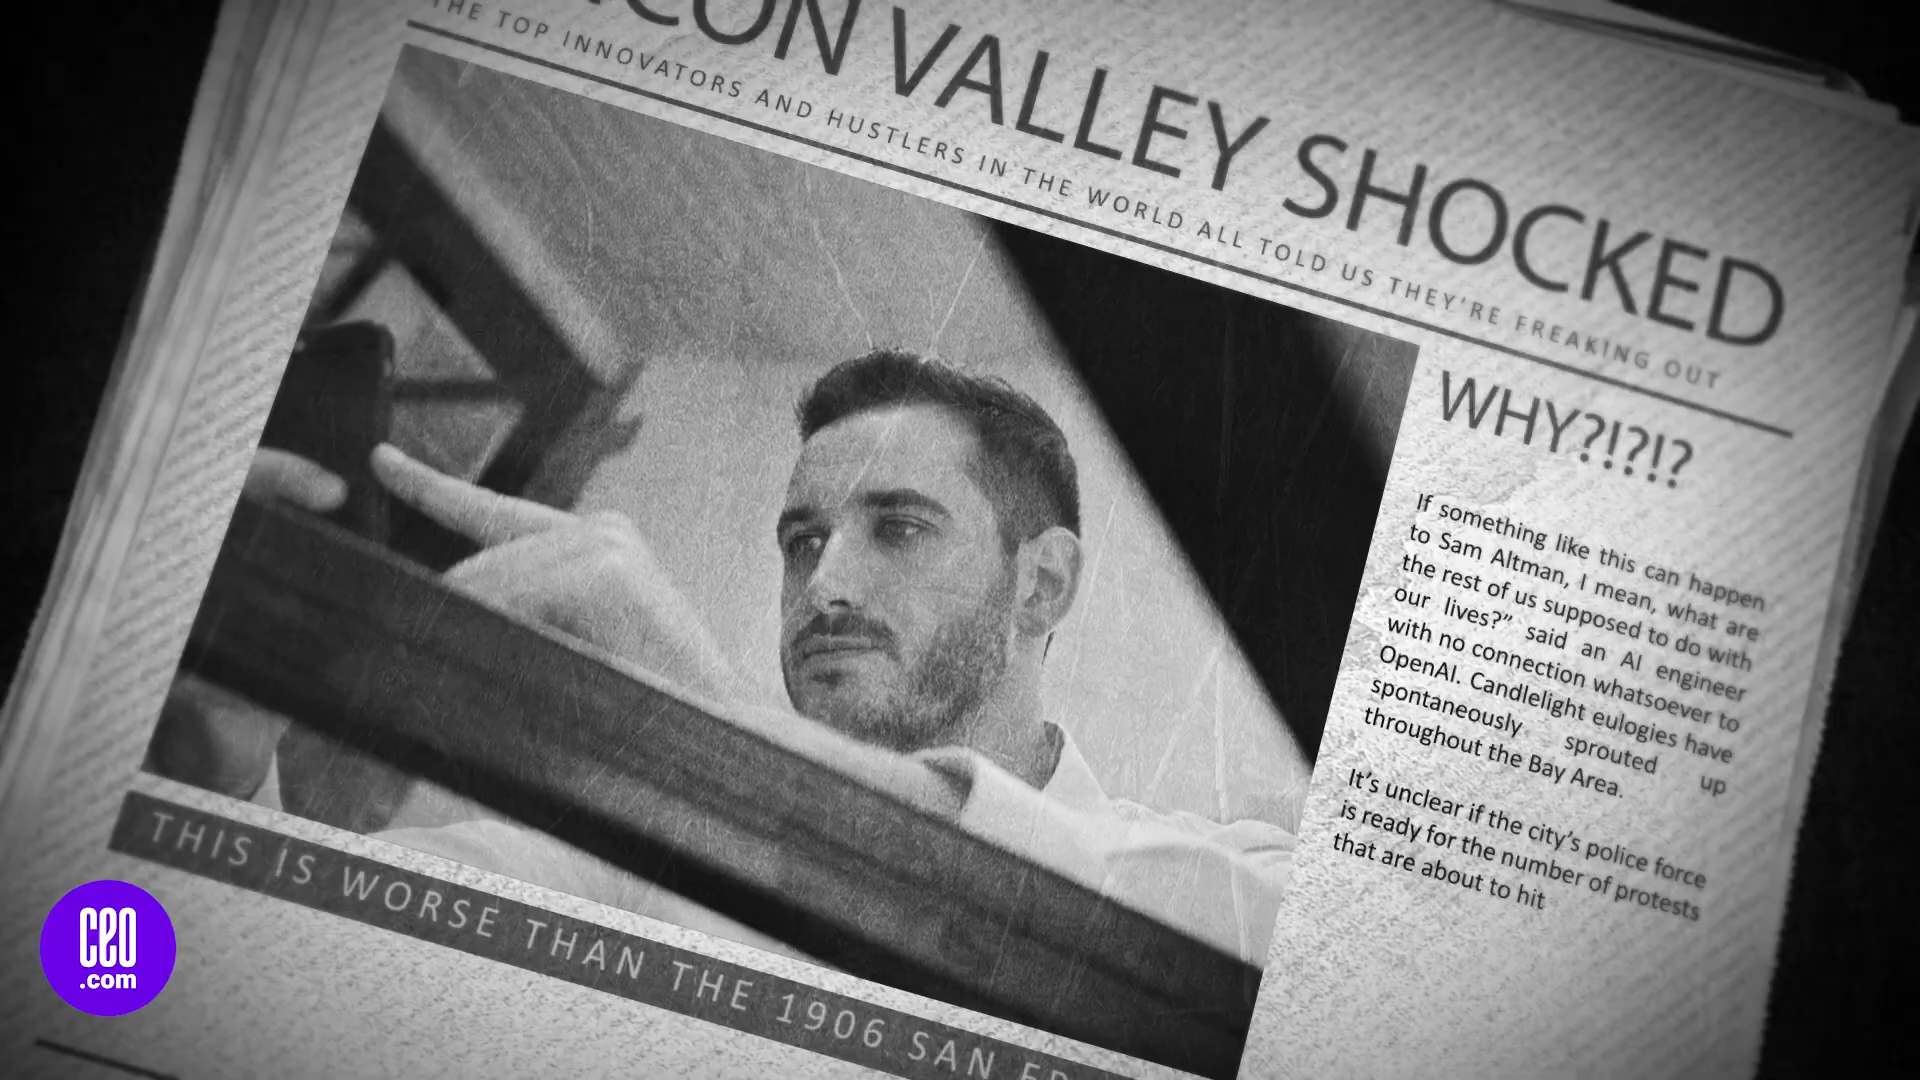 ICON VALLEY SHOCKED
THE TOP INNOVATORS AND HUSTLERS IN THE WORLD ALL TOLD US THEY'RE FREAKING OUT
WHY?!?!?
If something like this can happen
to Sam Altman, I mean, what are
the rest of us supposed to do with
our lives?" said an AI engineer
with no connection whatsoever to
OpenAI. Candlelight eulogies have
spontaneously sprouted up
throughout the Bay Area.
It's unclear if the city's police force
is ready for the number of protests
that are about to hit
THIS IS WORSE THAN THE 1906 SAN FR
CEO
.com